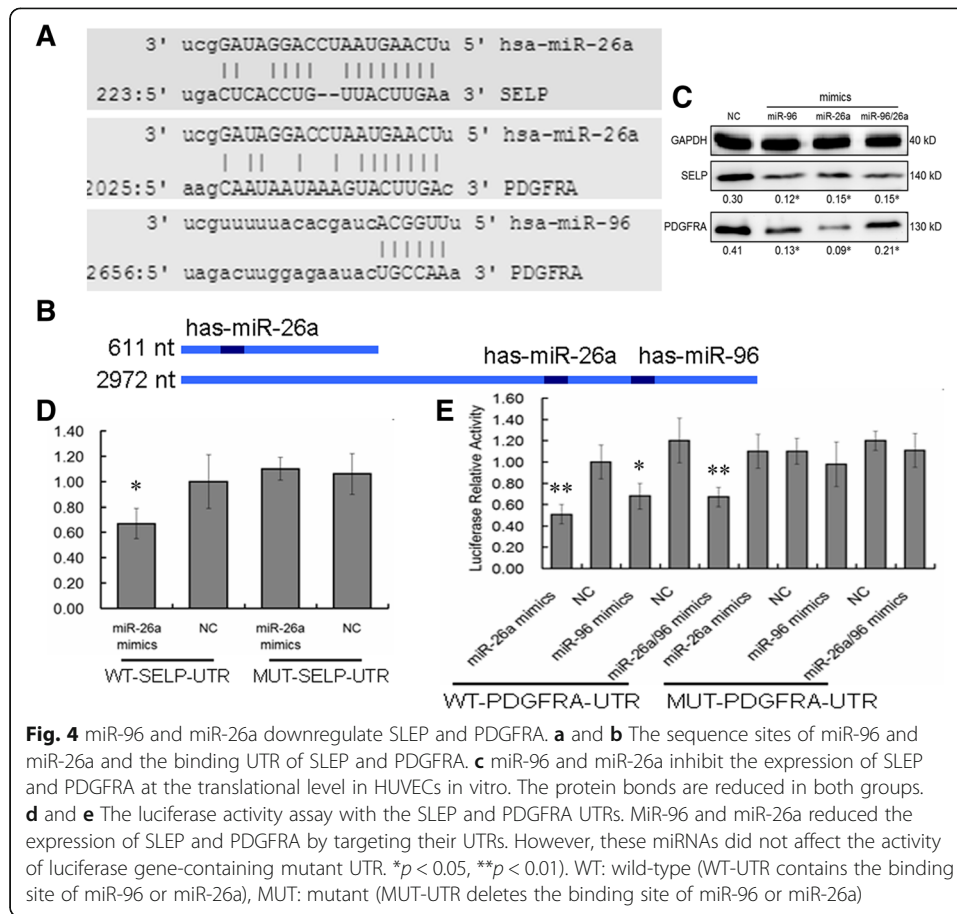 A
3' ucgGAUAGGACCUAAUGAACUu 5' hsa-miR-26a
223:5' ugaCUCACCUG--UUACUUGAa 3' SELP
3' ucgGAUAGGACCUAAUGAACUu 5' hsa-miR-26a
2025:5' aagCAAUAAUAAAGUACUUGAc 3' PDGFRA
3' ucguuuuuacacgaucACGGUUu 5' hsa-miR-96
2656:5' uagacuuggagaauacUGCCAAa 3' PDGFRA
C
mimics
NC miR-96 miR-26a miR-96/26a
GAPDH 40 kD
SELP 140 kD
0.30 0.12* 0.15* 0.15*
PDGFRA 130 kD
0.41 0.13* 0.09* 0.21*
B
has-miR-26a
611 nt
has-miR-26a has-miR-96
2972 nt
D
1.40
1.20
1.00
0.80
0.60
0.40
0.20
0.00
*
miR-26a mimics NC miR-26a mimics NC
WT-SELP-UTR MUT-SELP-UTR
E
Luciferase Relative Activity
1.60
1.40
1.20
1.00
0.80
0.60
0.40
0.20
0.00
** * **
miR-26a mimics NC miR-96 mimics NC miR-26a/96 mimics miR-26a mimics NC miR-96 mimics NC miR-26a/96 mimics
WT-PDGFRA-UTR MUT-PDGFRA-UTR
Fig. 4 miR-96 and miR-26a downregulate SLEP and PDGFRA. a and b The sequence sites of miR-96 and
miR-26a and the binding UTR of SLEP and PDGFRA. c miR-96 and miR-26a inhibit the expression of SLEP
and PDGFRA at the translational level in HUVECs in vitro. The protein bonds are reduced in both groups.
d and e The luciferase activity assay with the SLEP and PDGFRA UTRs. MiR-96 and miR-26a reduced the
expression of SLEP and PDGFRA by targeting their UTRs. However, these miRNAs did not affect the activity
of luciferase gene-containing mutant UTR. *p < 0.05, **p < 0.01). WT: wild-type (WT-UTR contains the binding
site of miR-96 or miR-26a), MUT: mutant (MUT-UTR deletes the binding site of miR-96 or miR-26a)